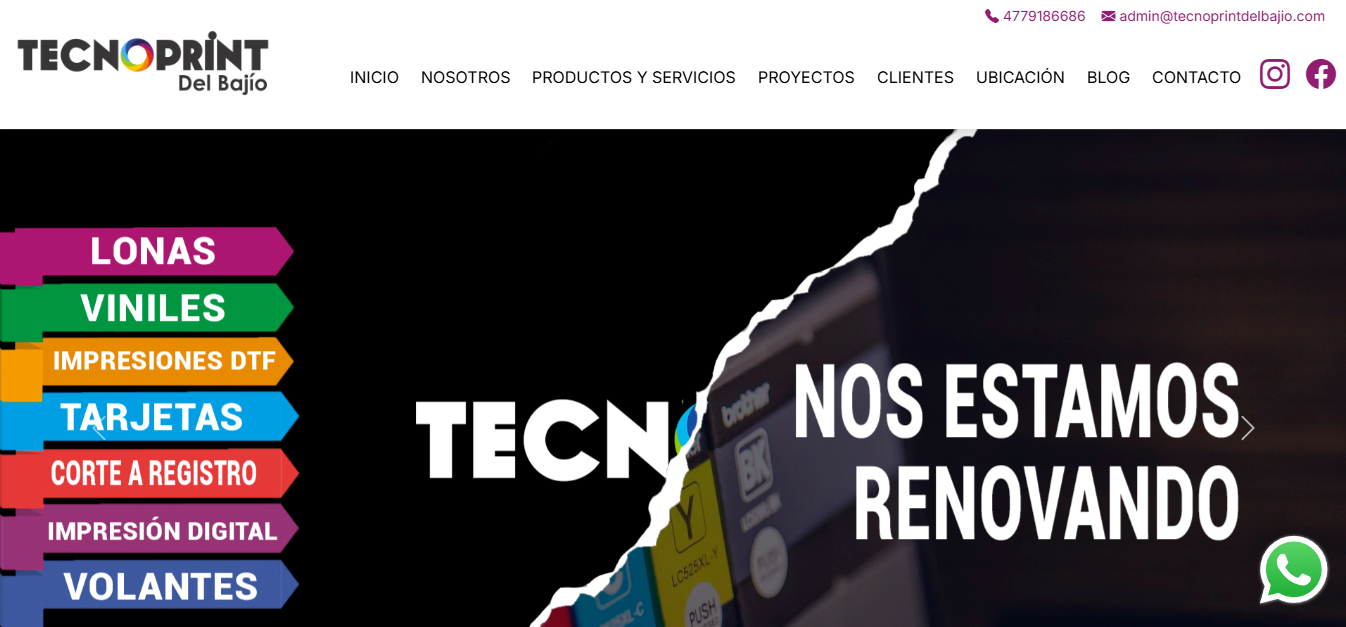 4779186686 admin@tecnoprintdelbajio.com
TECNOPRINT
Del Bajío
INICIO NOSOTROS PRODUCTOS Y SERVICIOS PROYECTOS CLIENTES UBICACIÓN BLOG CONTACTO
LONAS
VINILES
IMPRESIONES DTF
TARJETAS
CORTE A REGISTRO
IMPRESIÓN DIGITAL
VOLANTES
TECN
NOS ESTAMOS
RENOVANDO
brother
BK
Y
LC525XL-Y
PUSH
PUSH